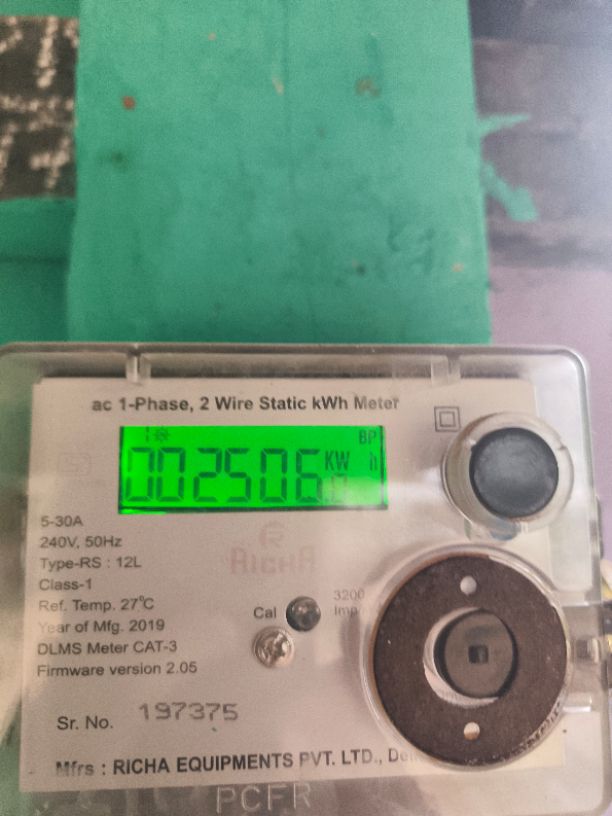 ac 1-Phase, 2 Wire Static kWh Meter
BP
002506.0 KW h
5-30A
240V, 50Hz
RICHA
Type-RS : 12L
Class-1
3200
Ref. Temp. 27°C
Cal
Imp/
Year of Mfg. 2019
DLMS Meter CAT-3
Firmware version 2.05
Sr. No. 197375
Mfrs : RICHA EQUIPMENTS PVT. LTD.,
PCFR